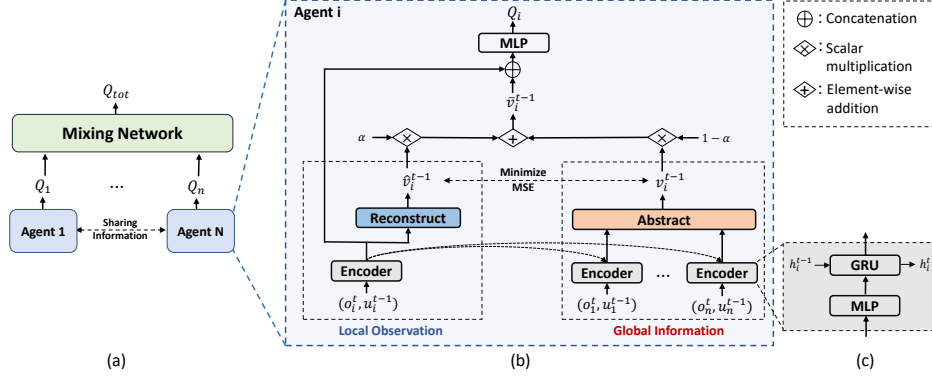 Q_tot
Mixing Network
Q_1 ... Q_n
Agent 1
Sharing Information
Agent N
(a)
Agent i
Q_i
MLP
v̄_i^{t-1}
α
1 − α
v̂_i^{t-1}
Minimize MSE
v_i^{t-1}
Reconstruct
Abstract
Encoder
Encoder
...
Encoder
(o_i^t, u_i^{t-1})
(o_1^t, u_1^{t-1})
(o_n^t, u_n^{t-1})
Local Observation
Global Information
(b)
: Concatenation
: Scalar
multiplication
: Element-wise
addition
h_i^{t-1}
GRU
h_i^t
MLP
(c)